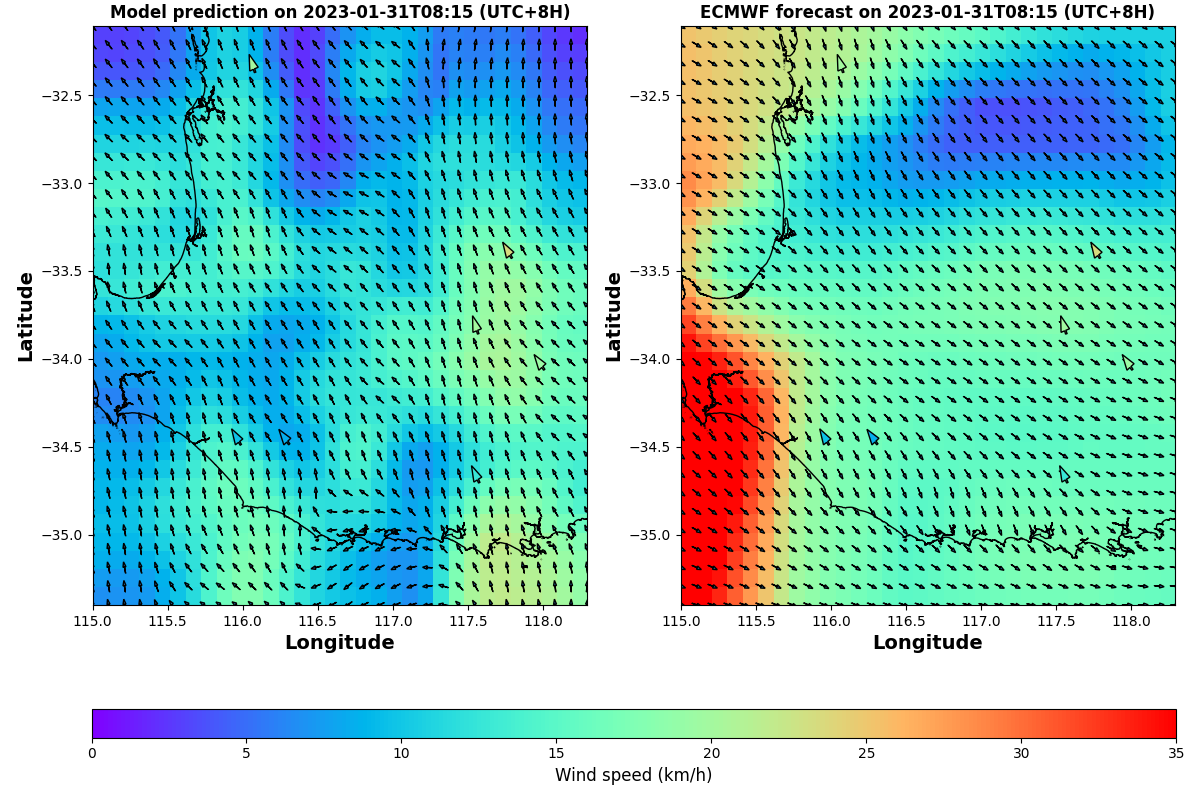 Model prediction on 2023-01-31T08:15 (UTC+8H)
ECMWF forecast on 2023-01-31T08:15 (UTC+8H)
Latitude
−32.5
−33.0
−33.5
−34.0
−34.5
−35.0
115.0 115.5 116.0 116.5 117.0 117.5 118.0
Longitude
Latitude
−32.5
−33.0
−33.5
−34.0
−34.5
−35.0
115.0 115.5 116.0 116.5 117.0 117.5 118.0
Longitude
0 5 10 15 20 25 30 35
Wind speed (km/h)